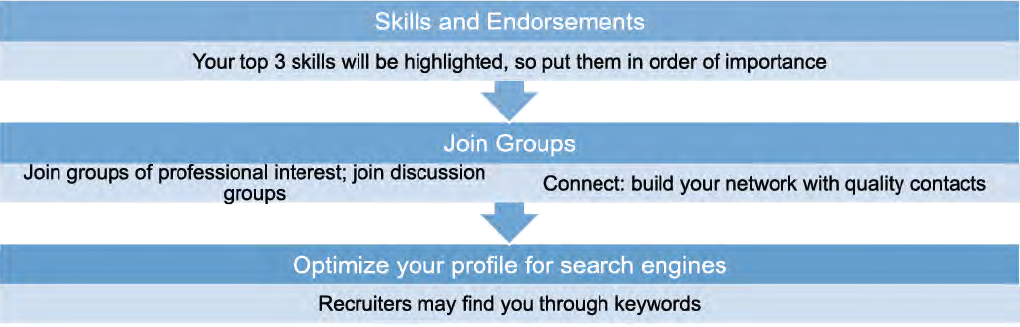 Skills and Endorsements
Your top 3 skills will be highlighted, so put them in order of importance
Join Groups
Join groups of professional interest; join discussion
groups
Connect: build your network with quality contacts
Optimize your profile for search engines
Recruiters may find you through keywords